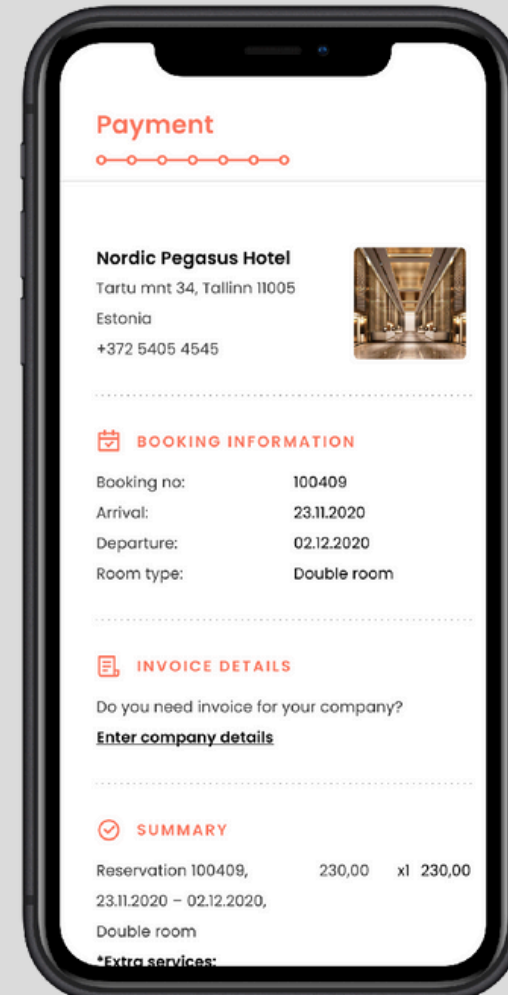 Payment
Nordic Pegasus Hotel
Tartu mnt 34, Tallinn 11005
Estonia
+372 5405 4545
BOOKING INFORMATION
Booking no: 100409
Arrival: 23.11.2020
Departure: 02.12.2020
Room type: Double room
INVOICE DETAILS
Do you need invoice for your company?
Enter company details
SUMMARY
Reservation 100409, 230,00 x1 230,00
23.11.2020 – 02.12.2020,
Double room
*Extra services: